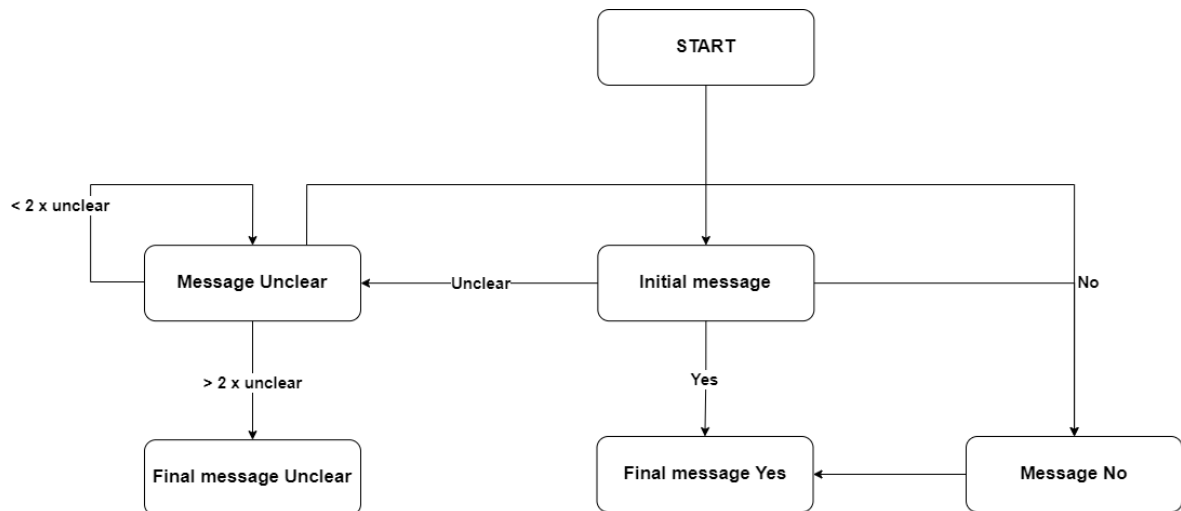 START
< 2 x unclear
Message Unclear
Unclear
Initial message
No
> 2 x unclear
Yes
Final message Unclear
Final message Yes
Message No